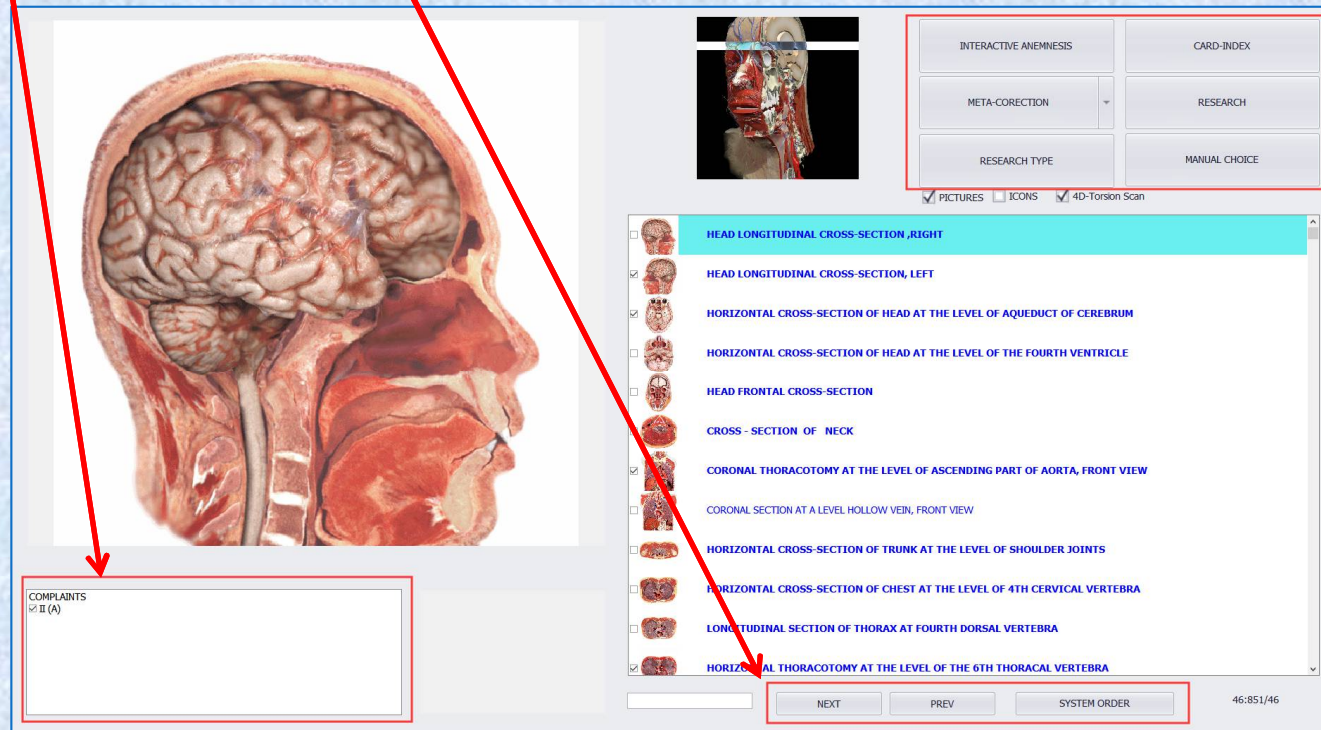 INTERACTIVE ANEMNESIS
CARD-INDEX
META-CORECTION
RESEARCH
RESEARCH TYPE
MANUAL CHOICE
PICTURES ICONS 4D-Torsion Scan
HEAD LONGITUDINAL CROSS-SECTION ,RIGHT
HEAD LONGITUDINAL CROSS-SECTION, LEFT
HORIZONTAL CROSS-SECTION OF HEAD AT THE LEVEL OF AQUEDUCT OF CEREBRUM
HORIZONTAL CROSS-SECTION OF HEAD AT THE LEVEL OF THE FOURTH VENTRICLE
HEAD FRONTAL CROSS-SECTION
CROSS - SECTION OF NECK
CORONAL THORACOTOMY AT THE LEVEL OF ASCENDING PART OF AORTA, FRONT VIEW
CORONAL SECTION AT A LEVEL HOLLOW VEIN, FRONT VIEW
HORIZONTAL CROSS-SECTION OF TRUNK AT THE LEVEL OF SHOULDER JOINTS
HORIZONTAL CROSS-SECTION OF CHEST AT THE LEVEL OF 4TH CERVICAL VERTEBRA
LONGITUDINAL SECTION OF THORAX AT FOURTH DORSAL VERTEBRA
HORIZONTAL THORACOTOMY AT THE LEVEL OF THE 6TH THORACAL VERTEBRA
COMPLAINTS
II (A)
NEXT
PREV
SYSTEM ORDER
46:851/46